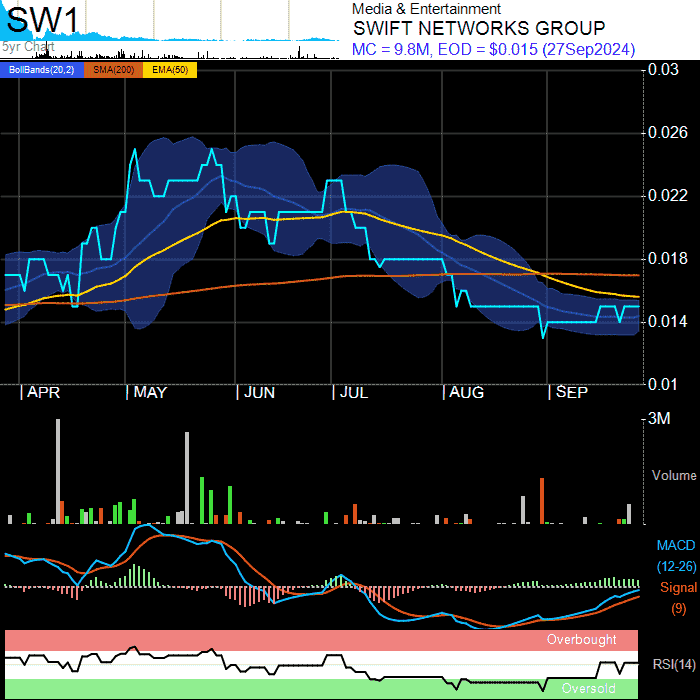 SW1
5yr Chart
Media & Entertainment
SWIFT NETWORKS GROUP
MC = 9.8M, EOD = $0.015 (27Sep2024)
BollBands(20,2) SMA(200) EMA(50)
0.03
0.026
0.022
0.018
0.014
0.01
APR MAY JUN JUL AUG SEP
3M
Volume
MACD
(12-26)
Signal
(9)
Overbought
RSI(14)
Oversold